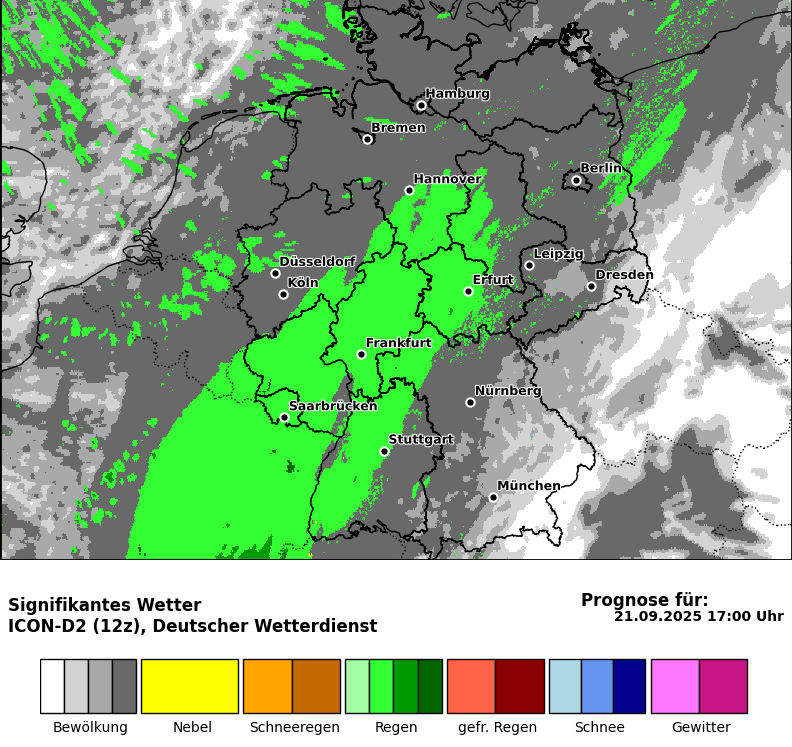 Hamburg
Bremen
Berlin
Hannover
Leipzig
Düsseldorf
Dresden
Köln
Erfurt
Frankfurt
Nürnberg
Saarbrücken
Stuttgart
München
Signifikantes Wetter
ICON-D2 (12z), Deutscher Wetterdienst
Prognose für:
21.09.2025 17:00 Uhr
Bewölkung Nebel Schneeregen Regen gefr. Regen Schnee Gewitter